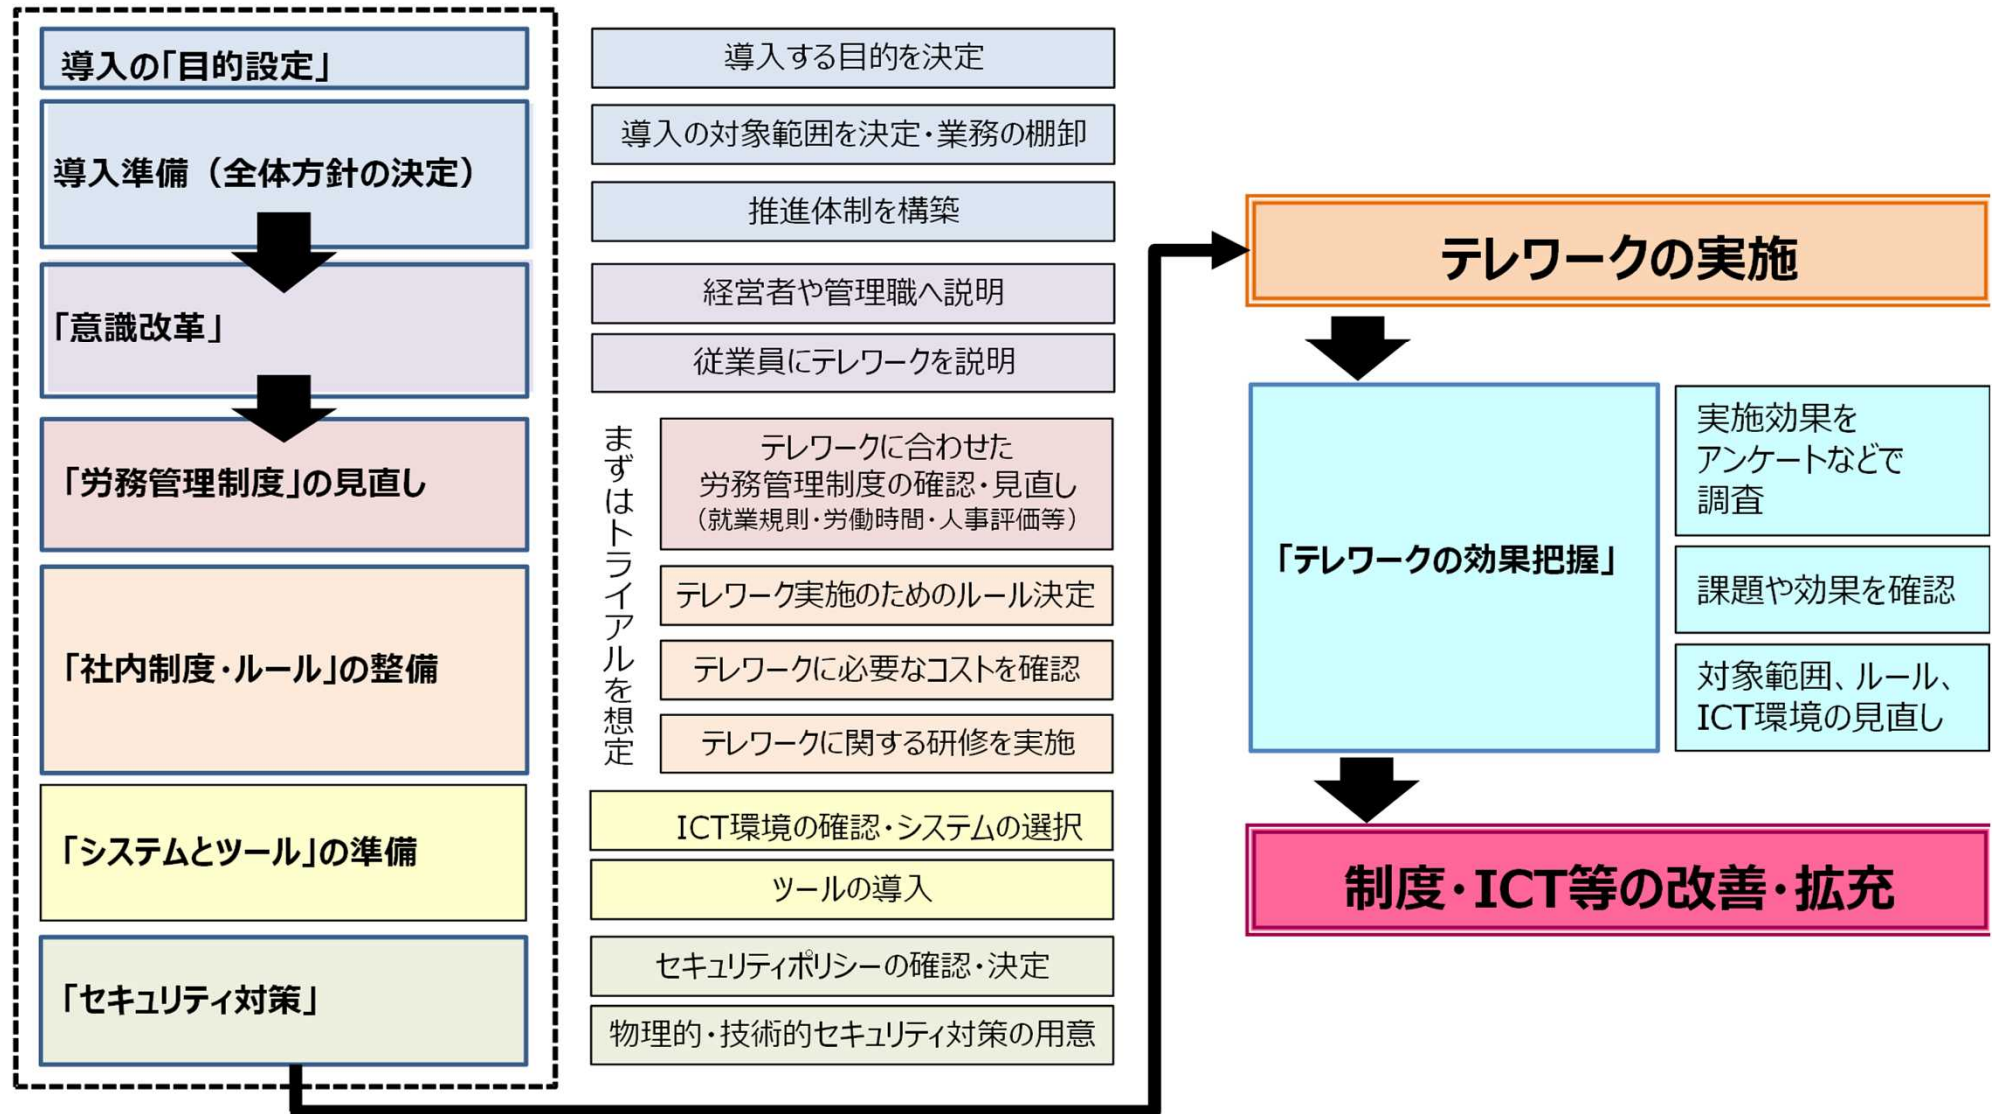 導入の「目的設定」
導入する目的を決定
導入準備（全体方針の決定）
導入の対象範囲を決定・業務の棚卸
推進体制を構築
「意識改革」
経営者や管理職へ説明
従業員にテレワークを説明
まずはトライアルを想定
「労務管理制度」の見直し
テレワークに合わせた
労務管理制度の確認・見直し
（就業規則・労働時間・人事評価等）
「社内制度・ルール」の整備
テレワーク実施のためのルール決定
テレワークに必要なコストを確認
テレワークに関する研修を実施
「システムとツール」の準備
ICT環境の確認・システムの選択
ツールの導入
「セキュリティ対策」
セキュリティポリシーの確認・決定
物理的・技術的セキュリティ対策の用意
テレワークの実施
「テレワークの効果把握」
実施効果を
アンケートなどで
調査
課題や効果を確認
対象範囲、ルール、
ICT環境の見直し
制度・ICT等の改善・拡充